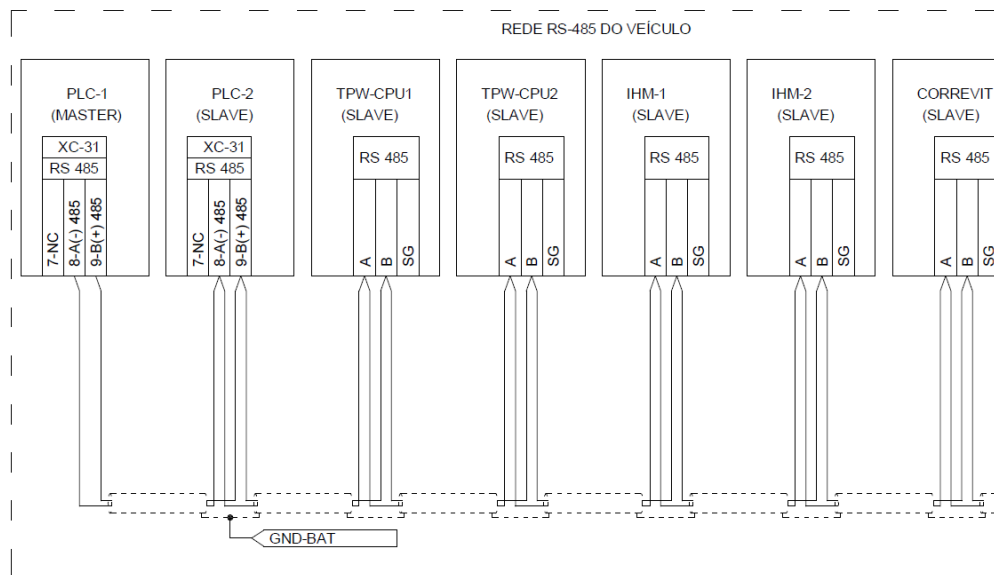 REDE RS-485 DO VEÍCULO
PLC-1
(MASTER)
XC-31
RS 485
7-NC
8-A(-) 485
9-B(+) 485
PLC-2
(SLAVE)
XC-31
RS 485
7-NC
8-A(-) 485
9-B(+) 485
TPW-CPU1
(SLAVE)
RS 485
A
B
SG
TPW-CPU2
(SLAVE)
RS 485
A
B
SG
IHM-1
(SLAVE)
RS 485
A
B
SG
IHM-2
(SLAVE)
RS 485
A
B
SG
CORREVIT
(SLAVE)
RS 485
A
B
SG
GND-BAT